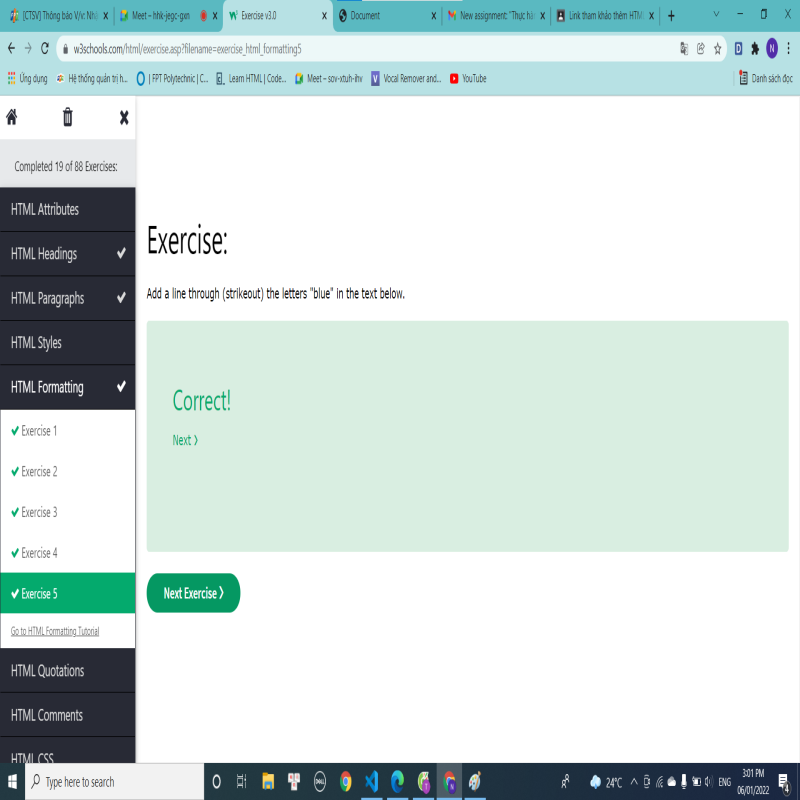 [CTSV] Thông báo V/v: Nhậ
Meet – hhk-jegc-gxn
Exercise v3.0
Document
New assignment: "Thực hàn
Link tham khảo thêm HTML
w3schools.com/html/exercise.asp?filename=exercise_html_formatting5
D
N
Ứng dụng
Hệ thống quản trị h...
| FPT Polytechnic | C...
Learn HTML | Code...
Meet – sov-xtuh-ihv
V
Vocal Remover and...
YouTube
Danh sách đọc
Completed 19 of 88 Exercises:
HTML Attributes
HTML Headings
HTML Paragraphs
HTML Styles
HTML Formatting
Exercise 1
Exercise 2
Exercise 3
Exercise 4
Exercise 5
Go to HTML Formatting Tutorial
HTML Quotations
HTML Comments
HTML CSS
Exercise:
Add a line through (strikeout) the letters "blue" in the text below.
Correct!
Next ❯
Next Exercise ❯
Type here to search
DELL
24°C
ENG
3:01 PM
06/01/2022
4